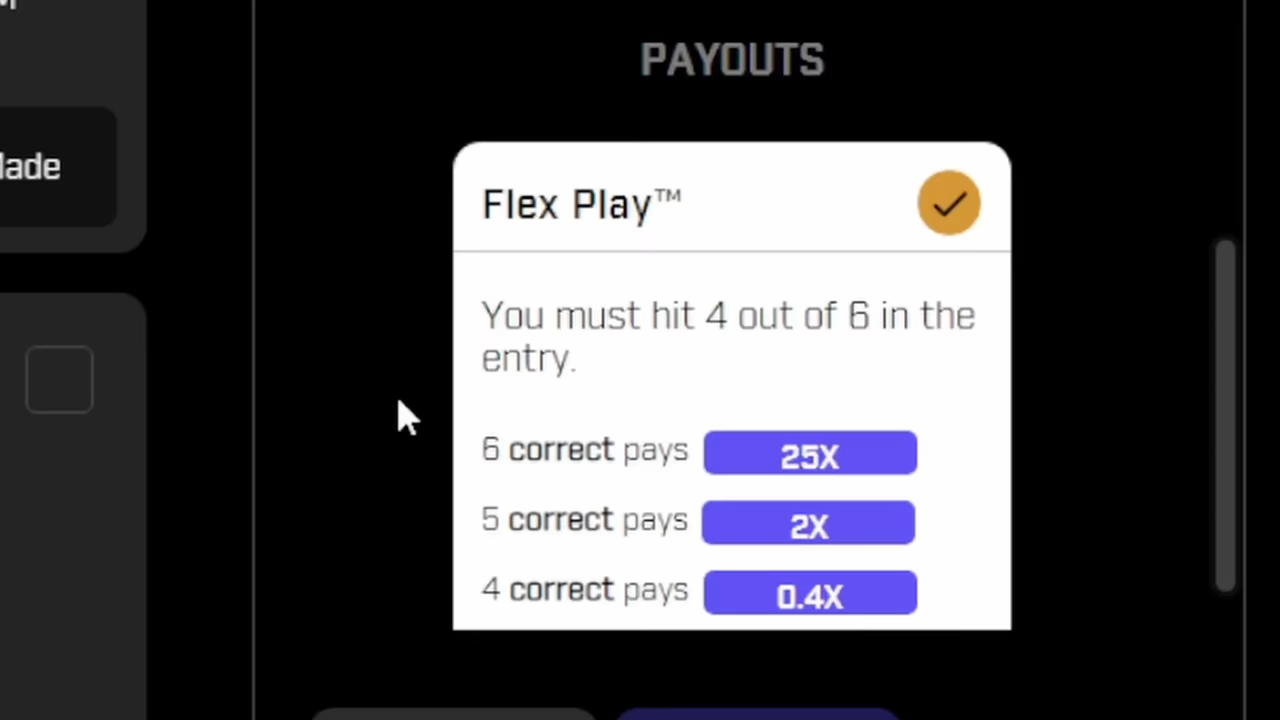 PAYOUTS
Flex Play™
You must hit 4 out of 6 in the
entry.
6 correct pays 25X
5 correct pays 2X
4 correct pays 0.4X